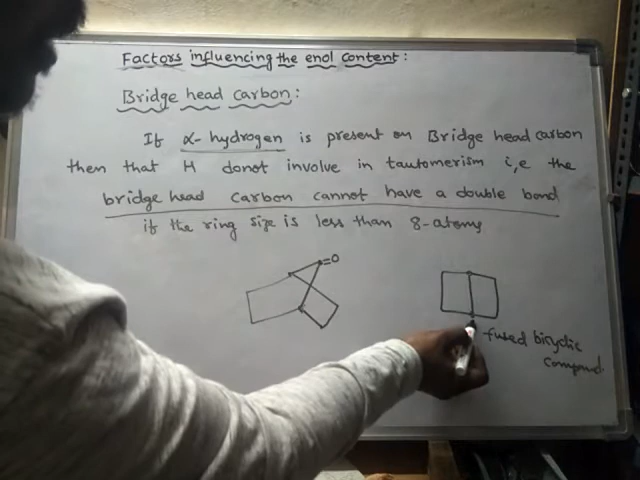 Factors influencing the enol content:
Bridge head carbon:
If α-hydrogen is present on Bridge head carbon
then that H donot involve in tautomerism i,e the
bridge head carbon cannot have a double bond
if the ring size is less than 8-atoms
=O
fused bicyclic
compound.